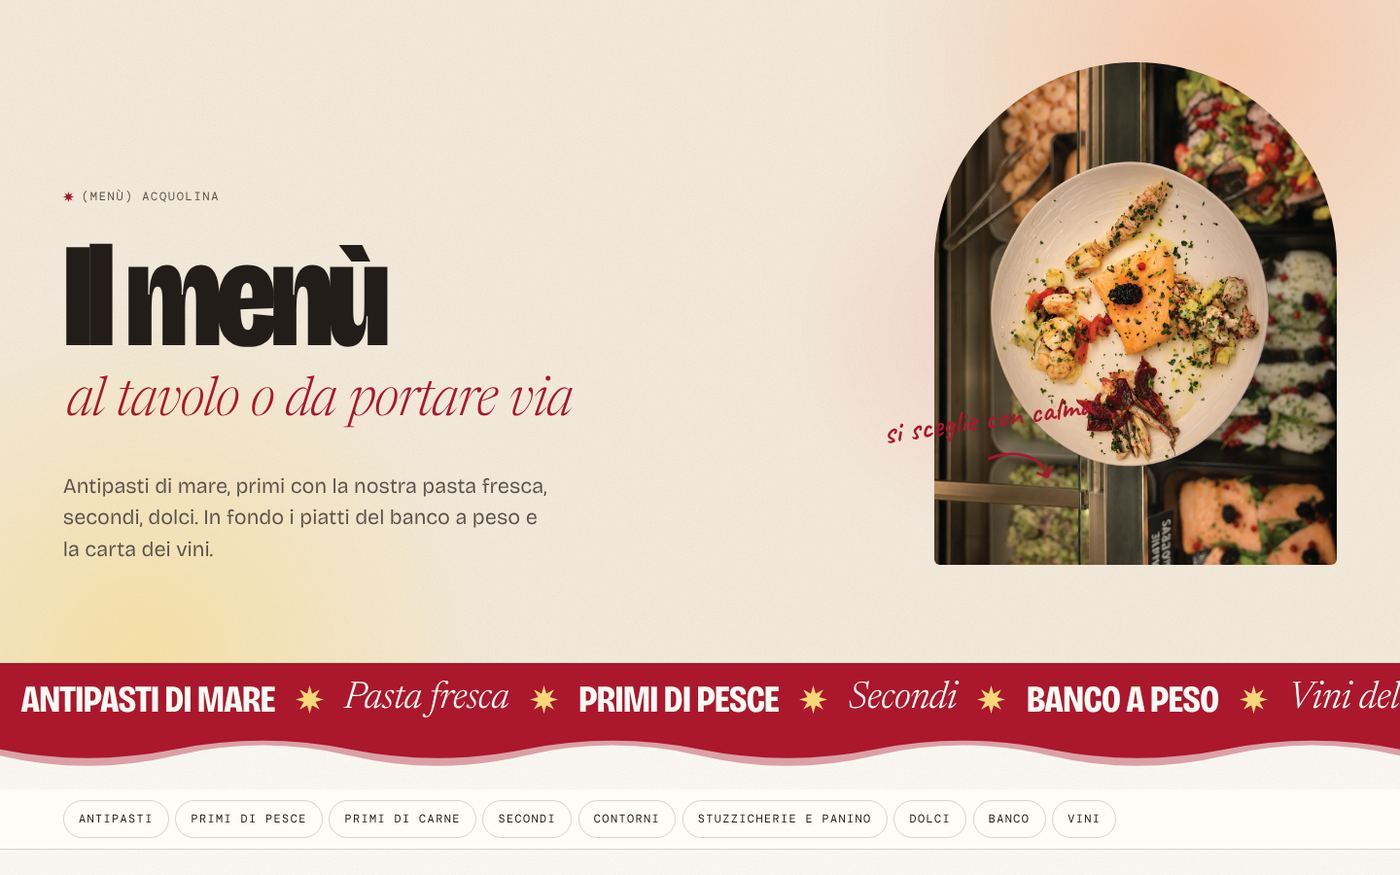 (MENÙ) ACQUOLINA
Il menù
al tavolo o da portare via
Antipasti di mare, primi con la nostra pasta fresca,
secondi, dolci. In fondo i piatti del banco a peso e
la carta dei vini.
si sceglie con calma
ANTIPASTI DI MARE Pasta fresca PRIMI DI PESCE Secondi BANCO A PESO Vini del
ANTIPASTI PRIMI DI PESCE PRIMI DI CARNE SECONDI CONTORNI STUZZICHERIE E PANINO DOLCI BANCO VINI